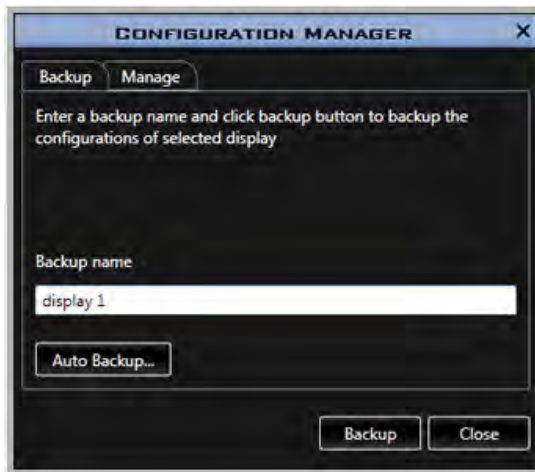 CONFIGURATION MANAGER
Backup Manage
Enter a backup name and click backup button to backup the
configurations of selected display
Backup name
display 1
Auto Backup...
Backup Close